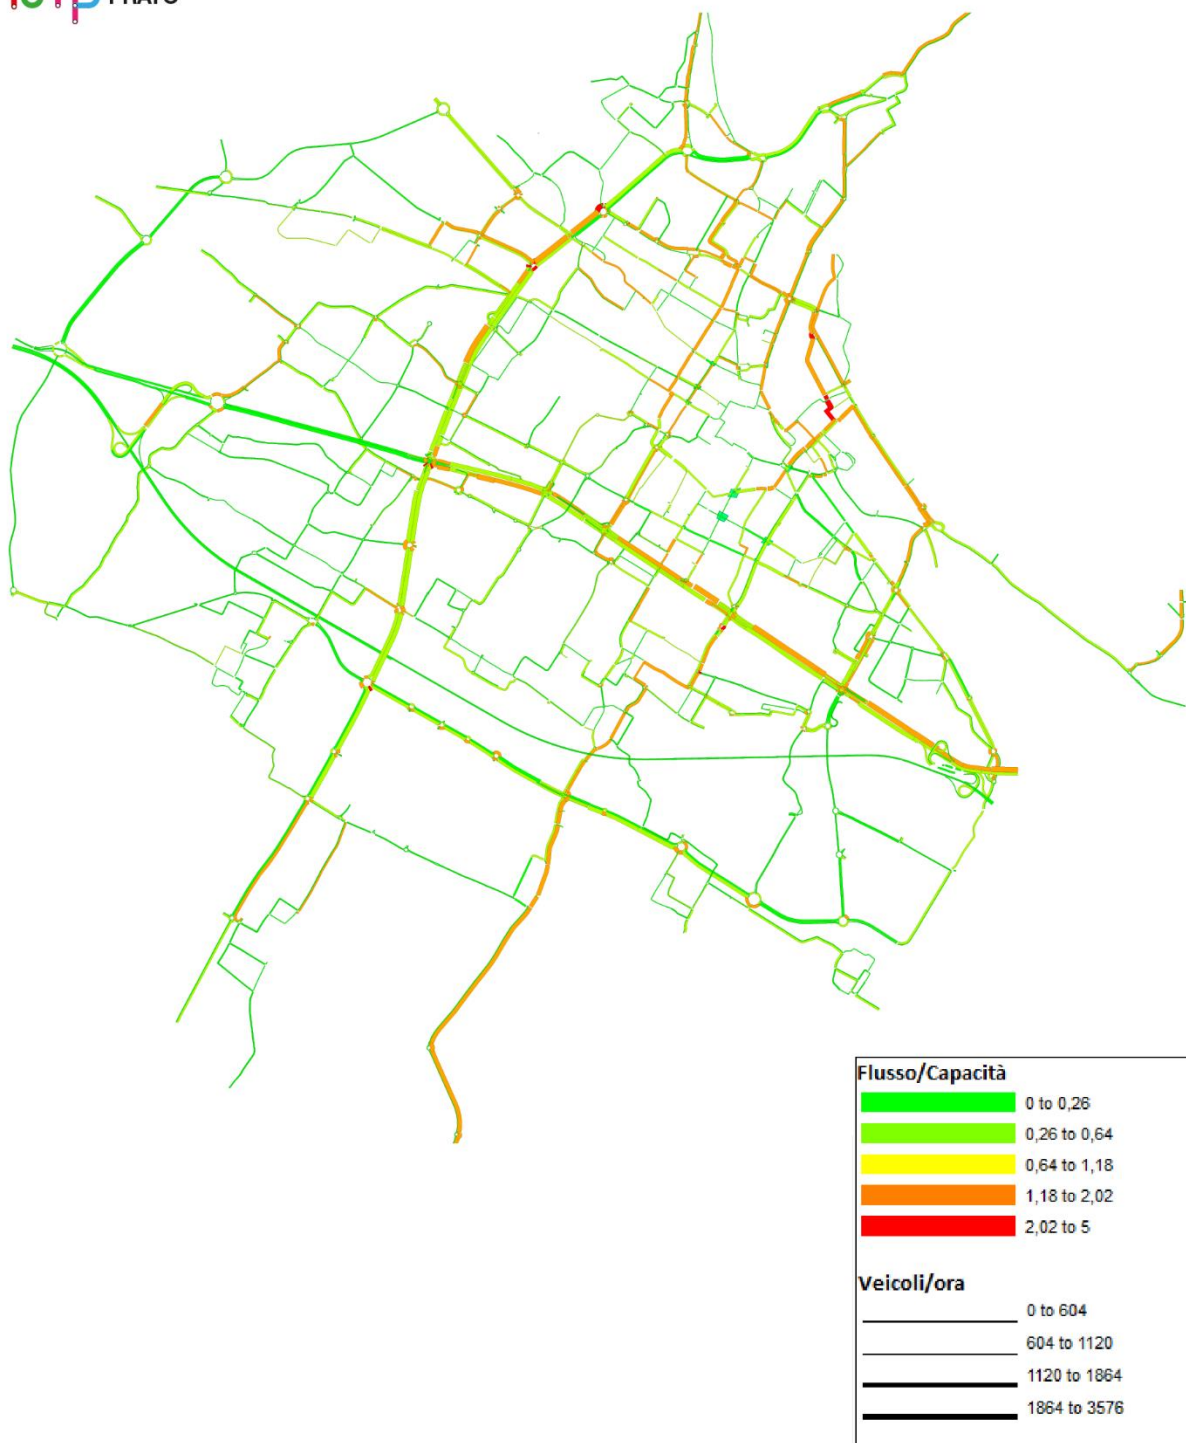 PRATO
Flusso/Capacità
0 to 0,26
0,26 to 0,64
0,64 to 1,18
1,18 to 2,02
2,02 to 5
Veicoli/ora
0 to 604
604 to 1120
1120 to 1864
1864 to 3576